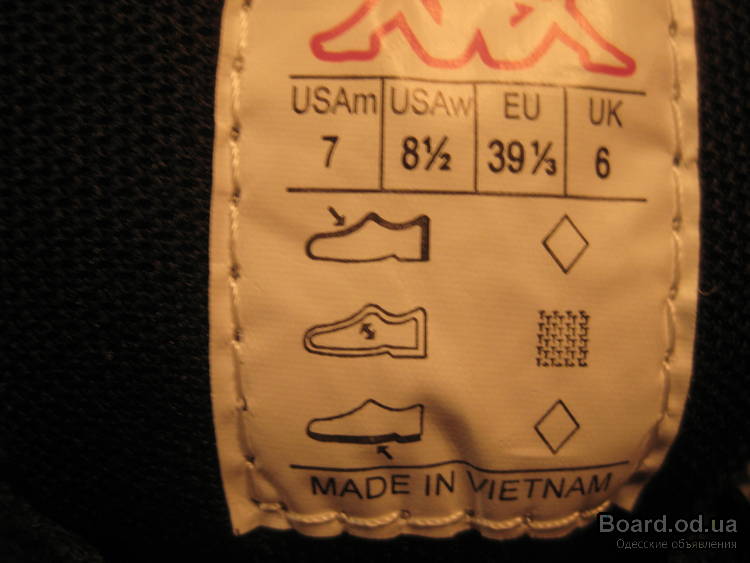 USAm USAw EU UK
7 8½ 39⅓ 6
MADE IN VIETNAM
Board.od.ua
Одесские объявления